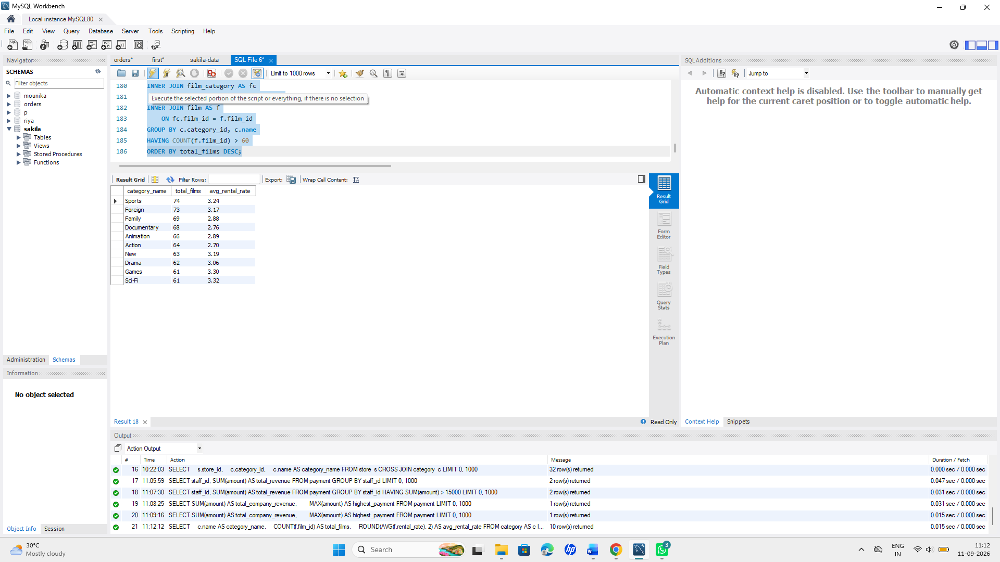 MySQL Workbench
Local instance MySQL80
File Edit View Query Database Server Tools Scripting Help
Navigator
SCHEMAS
Filter objects
mounika
orders
p
riya
sakila
Tables
Views
Stored Procedures
Functions
Administration Schemas
Information
No object selected
Object Info Session
orders* first* sakila-data SQL File 6*
Limit to 1000 rows
180 INNER JOIN film_category AS fc
181
Execute the selected portion of the script or everything, if there is no selection
182 INNER JOIN film AS f
183 ON fc.film_id = f.film_id
184 GROUP BY c.category_id, c.name
185 HAVING COUNT(f.film_id) > 60
186 ORDER BY total_films DESC;
Result Grid Filter Rows: Export: Wrap Cell Content:
category_name total_films avg_rental_rate
Sports 74 3.24
Foreign 73 3.17
Family 69 2.88
Documentary 68 2.76
Animation 66 2.89
Action 64 2.70
New 63 3.19
Drama 62 3.06
Games 61 3.30
Sci-Fi 61 3.32
Result
Grid
Form
Editor
Field
Types
Query
Stats
Execution
Plan
Result 18 Read Only
SQLAdditions
Jump to
Automatic context help is disabled. Use the toolbar to manually get
help for the current caret position or to toggle automatic help.
Context Help Snippets
Output
Action Output
# Time Action Message Duration / Fetch
16 10:22:03 SELECT s.store_id, c.category_id, c.name AS category_name FROM store s CROSS JOIN category c LIMIT 0, 1000 32 row(s) returned 0.000 sec / 0.000 sec
17 11:05:59 SELECT staff_id, SUM(amount) AS total_revenue FROM payment GROUP BY staff_id LIMIT 0, 1000 2 row(s) returned 0.047 sec / 0.000 sec
18 11:07:30 SELECT staff_id, SUM(amount) AS total_revenue FROM payment GROUP BY staff_id HAVING SUM(amount) > 15000 LIMIT 0, 1000 2 row(s) returned 0.031 sec / 0.000 sec
19 11:08:25 SELECT SUM(amount) AS total_company_revenue, MAX(amount) AS highest_payment FROM payment LIMIT 0, 1000 1 row(s) returned 0.031 sec / 0.000 sec
20 11:09:16 SELECT SUM(amount) AS total_company_revenue, MAX(amount) AS highest_payment FROM payment LIMIT 0, 1000 1 row(s) returned 0.015 sec / 0.000 sec
21 11:12:12 SELECT c.name AS category_name, COUNT(f.film_id) AS total_films, ROUND(AVG(f.rental_rate), 2) AS avg_rental_rate FROM category AS c I... 10 row(s) returned 0.015 sec / 0.000 sec
30°C
Mostly cloudy
Search
3
ENG
IN
11:12
11-09-2026